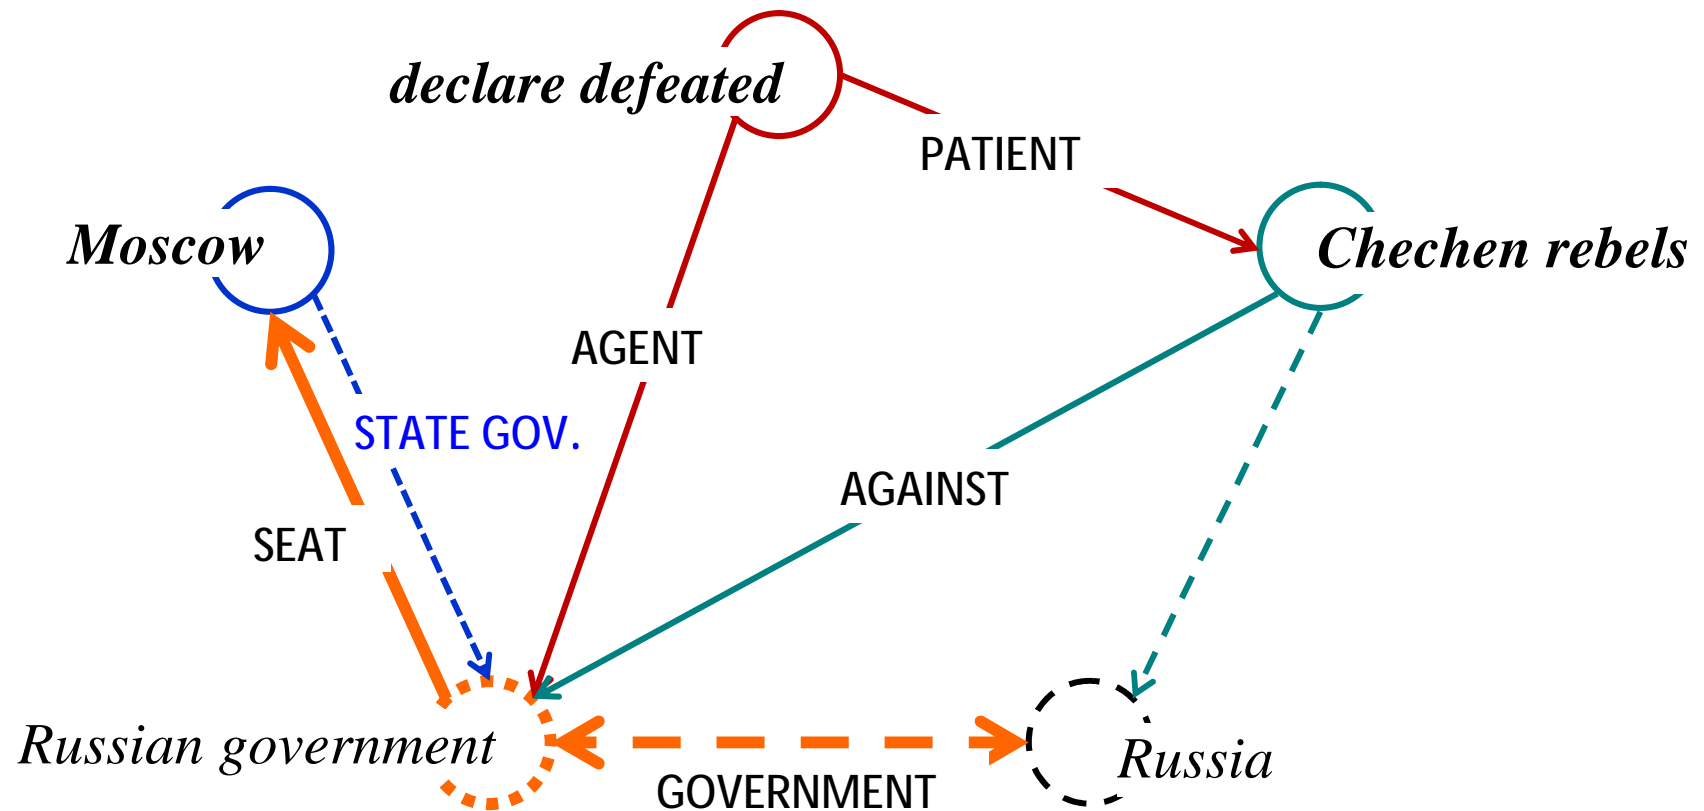 declare defeated
PATIENT
Moscow
Chechen rebels
AGENT
STATE GOV.
AGAINST
SEAT
Russian government
Russia
GOVERNMENT